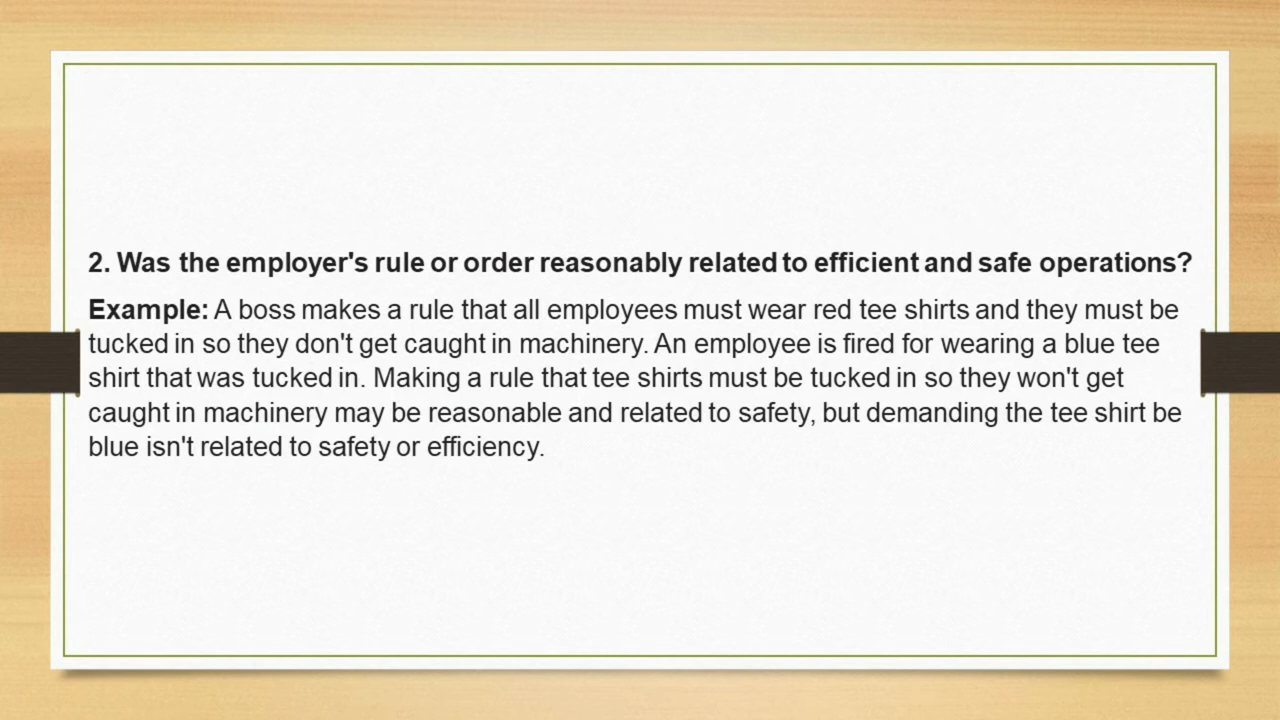 2. Was the employer's rule or order reasonably related to efficient and safe operations?
Example: A boss makes a rule that all employees must wear red tee shirts and they must be
tucked in so they don't get caught in machinery. An employee is fired for wearing a blue tee
shirt that was tucked in. Making a rule that tee shirts must be tucked in so they won't get
caught in machinery may be reasonable and related to safety, but demanding the tee shirt be
blue isn't related to safety or efficiency.